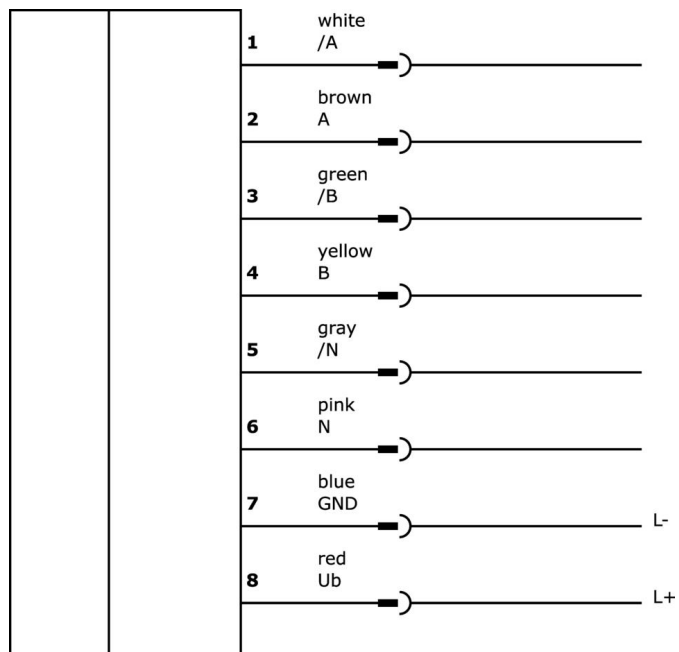 white
1 /A
brown
2 A
green
3 /B
yellow
4 B
gray
5 /N
pink
6 N
blue
7 GND
L-
red
8 Ub
L+